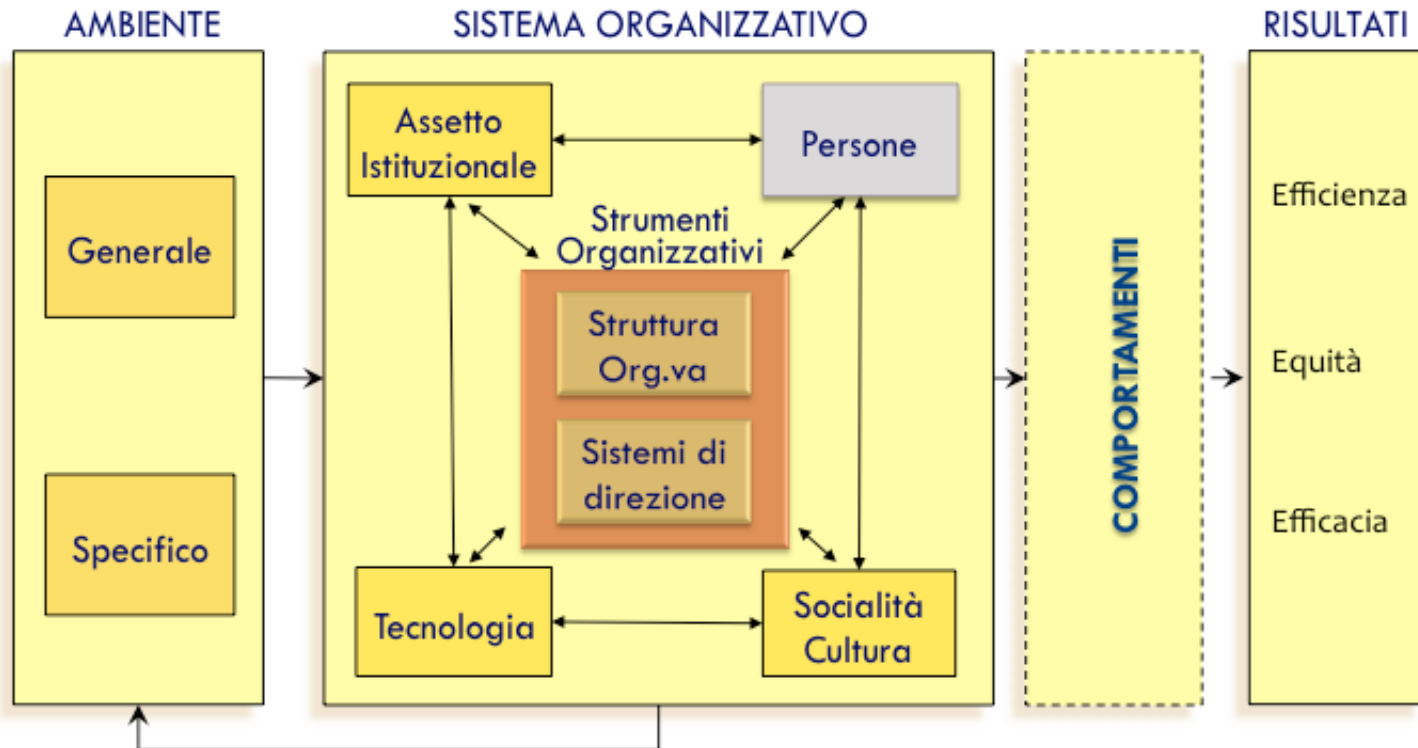 AMBIENTE
Generale
Specifico
SISTEMA ORGANIZZATIVO
Assetto
Istituzionale
Persone
Strumenti
Organizzativi
Struttura
Org.va
Sistemi di
direzione
Tecnologia
Socialità
Cultura
COMPORTAMENTI
RISULTATI
Efficienza
Equità
Efficacia